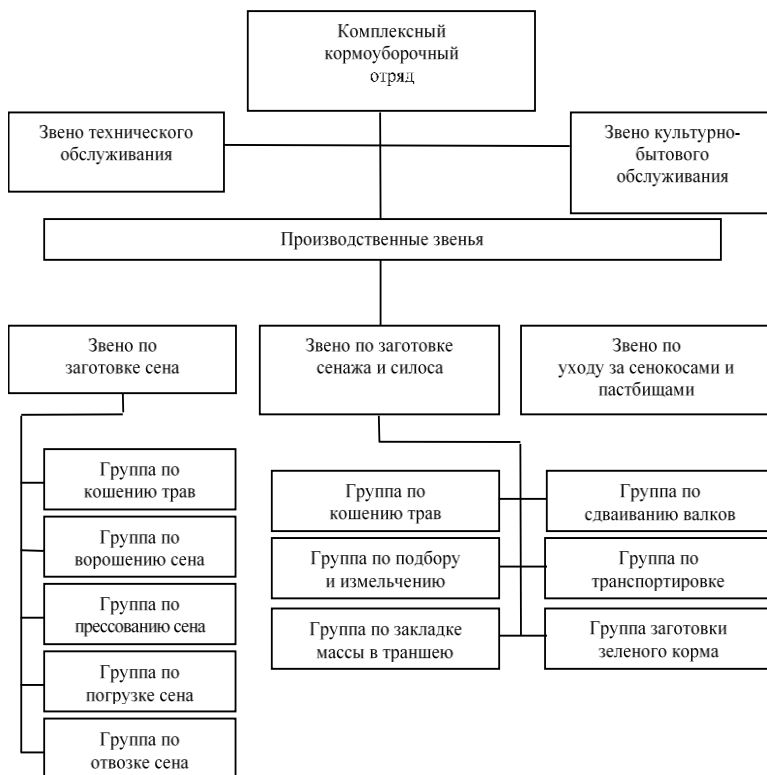 Комплексный
кормоуборочный
отряд
Звено технического
обслуживания
Звено культурно-
бытового
обслуживания
Производственные звенья
Звено по
заготовке сена
Звено по заготовке
сенажа и силоса
Звено по
уходу за сенокосами и
пастбищами
Группа по
кошению трав
Группа по
ворошению сена
Группа по
прессованию сена
Группа по
погрузке сена
Группа по
отвозке сена
Группа по
кошению трав
Группа по
сдваиванию валков
Группа по подбору
и измельчению
Группа по
транспортировке
Группа по закладке
массы в траншею
Группа заготовки
зеленого корма